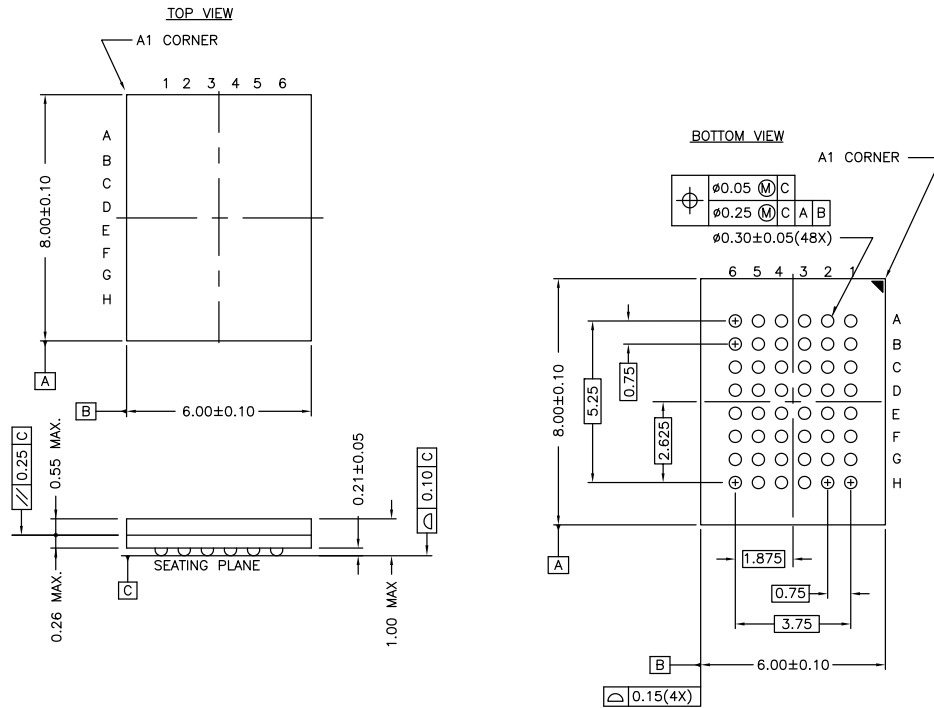 TOP VIEW
A1 CORNER
1 2 3 4 5 6
A
B
C
D
E
F
G
H
8.00±0.10
A
B
6.00±0.10
// 0.25 C
0.55 MAX.
0.26 MAX.
0.21±0.05
0.10 C
1.00 MAX
SEATING PLANE
C
BOTTOM VIEW
A1 CORNER
ø0.05 Ⓜ C
ø0.25 Ⓜ C A B
ø0.30±0.05(48X)
6 5 4 3 2 1
A
B
C
D
E
F
G
H
8.00±0.10
5.25
0.75
2.625
A
1.875
0.75
3.75
B
6.00±0.10
0.15(4X)